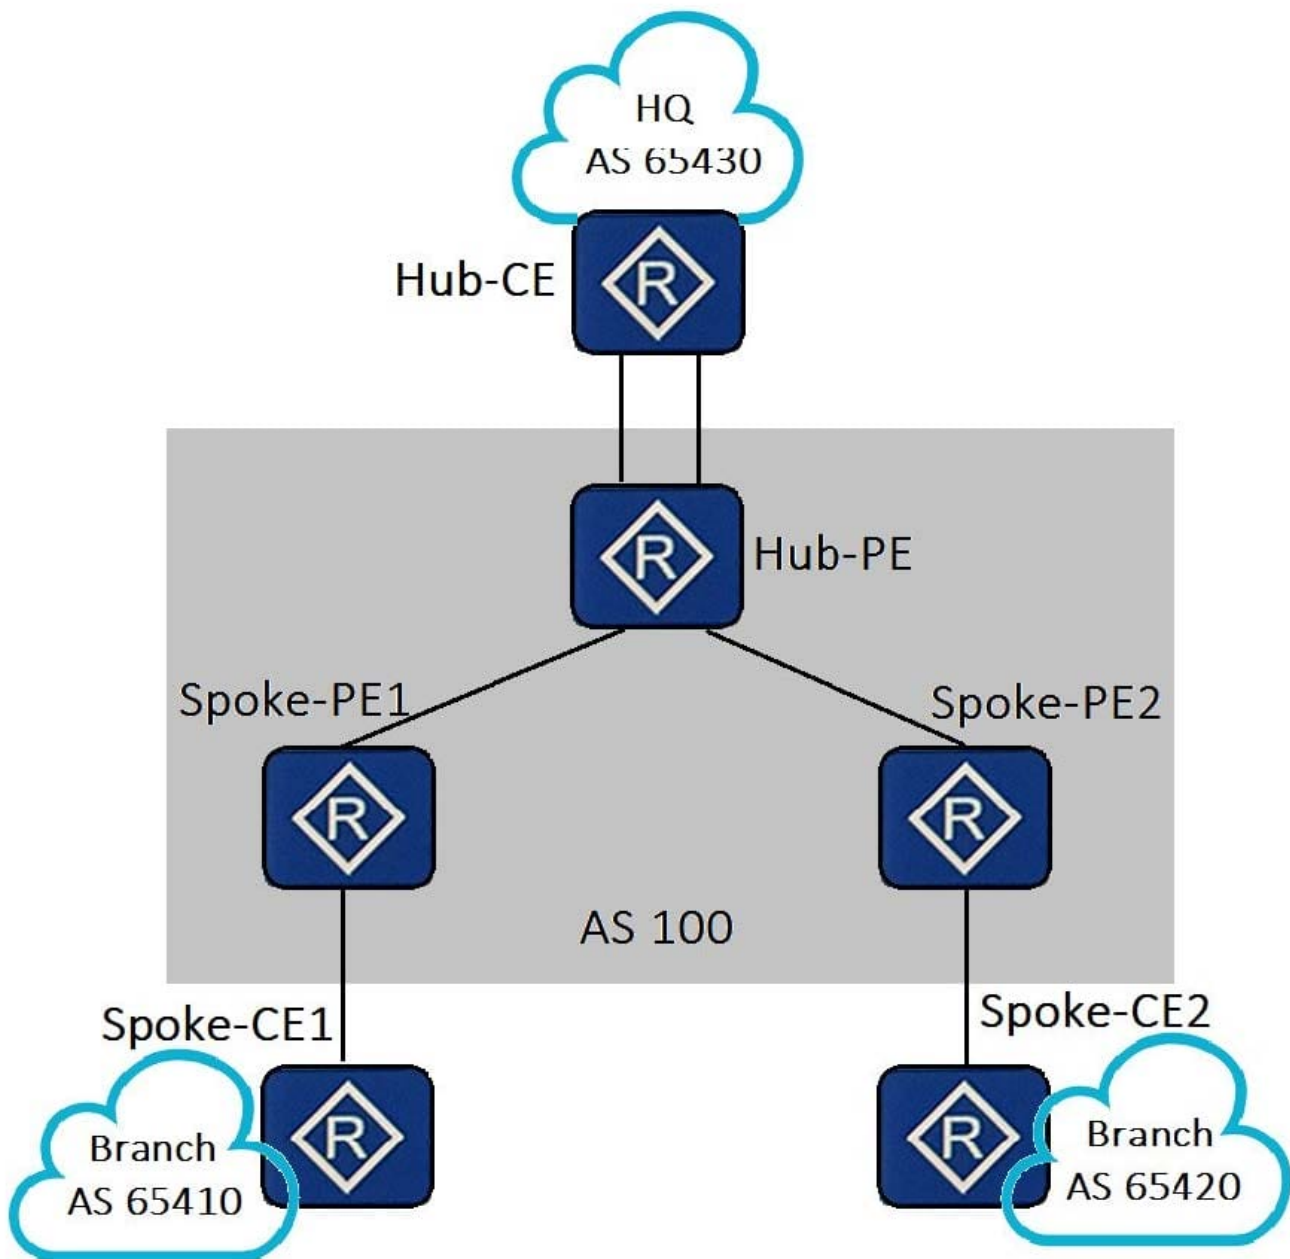 HQ
AS 65430
R
Hub-CE
R
Hub-PE
Spoke-PE1
Spoke-PE2
R
R
AS 100
Spoke-CE1
Spoke-CE2
R
R
Branch
AS 65410
Branch
AS 65420